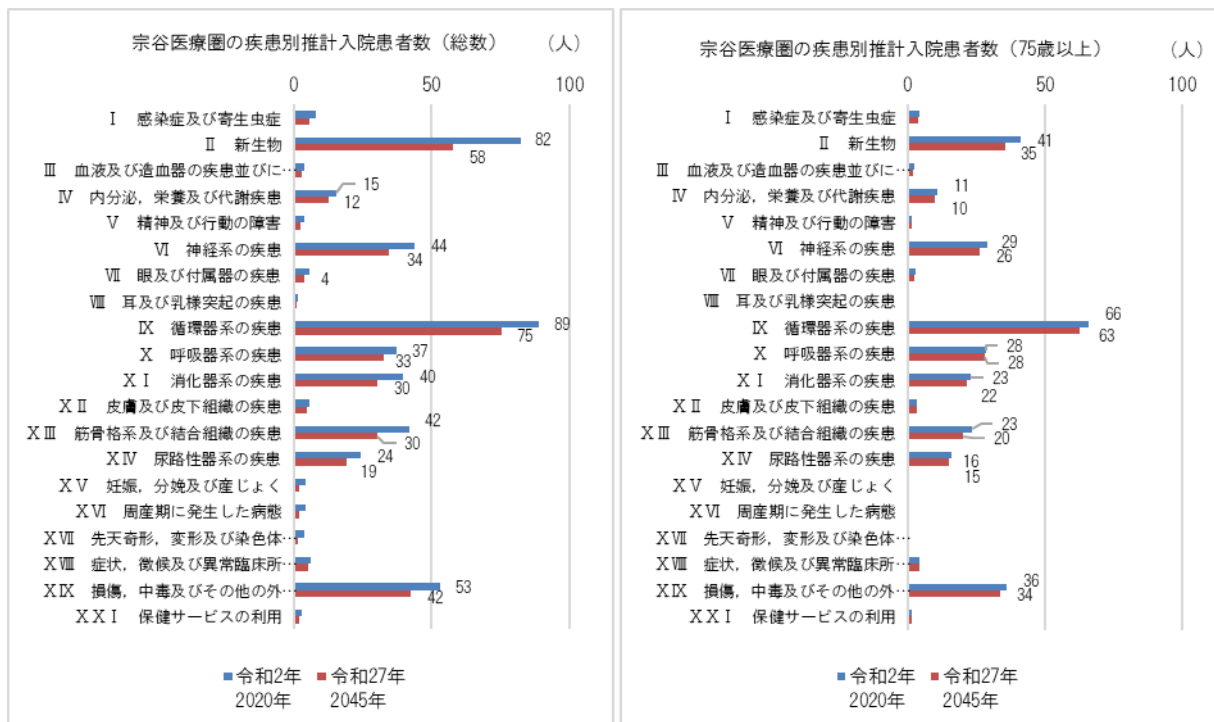 宗谷医療圏の疾患別推計入院患者数（総数）　（人）
0 50 100
Ⅰ　感染症及び寄生虫症
Ⅱ　新生物 82
58
Ⅲ　血液及び造血器の疾患並びに…
Ⅳ　内分泌，栄養及び代謝疾患 15
12
Ⅴ　精神及び行動の障害
Ⅵ　神経系の疾患 44
34
Ⅶ　眼及び付属器の疾患 4
Ⅷ　耳及び乳様突起の疾患
Ⅸ　循環器系の疾患 89
75
Ⅹ　呼吸器系の疾患 37
33
ⅩⅠ　消化器系の疾患 40
30
ⅩⅡ　皮膚及び皮下組織の疾患
ⅩⅢ　筋骨格系及び結合組織の疾患 42
30
ⅩⅣ　尿路性器系の疾患 24
19
ⅩⅤ　妊娠，分娩及び産じょく
ⅩⅥ　周産期に発生した病態
ⅩⅦ　先天奇形，変形及び染色体…
ⅩⅧ　症状，徴候及び異常臨床所…
ⅩⅨ　損傷，中毒及びその他の外… 53
42
ⅩⅩⅠ　保健サービスの利用
令和2年 令和27年
2020年 2045年
宗谷医療圏の疾患別推計入院患者数（75歳以上）　（人）
0 50 100
Ⅰ　感染症及び寄生虫症
Ⅱ　新生物 41
35
Ⅲ　血液及び造血器の疾患並びに…
Ⅳ　内分泌，栄養及び代謝疾患 11
10
Ⅴ　精神及び行動の障害
Ⅵ　神経系の疾患 29
26
Ⅶ　眼及び付属器の疾患
Ⅷ　耳及び乳様突起の疾患
Ⅸ　循環器系の疾患 66
63
Ⅹ　呼吸器系の疾患 28
28
ⅩⅠ　消化器系の疾患 23
22
ⅩⅡ　皮膚及び皮下組織の疾患
ⅩⅢ　筋骨格系及び結合組織の疾患 23
20
ⅩⅣ　尿路性器系の疾患 16
15
ⅩⅤ　妊娠，分娩及び産じょく
ⅩⅥ　周産期に発生した病態
ⅩⅦ　先天奇形，変形及び染色体…
ⅩⅧ　症状，徴候及び異常臨床所…
ⅩⅨ　損傷，中毒及びその他の外… 36
34
ⅩⅩⅠ　保健サービスの利用
令和2年 令和27年
2020年 2045年